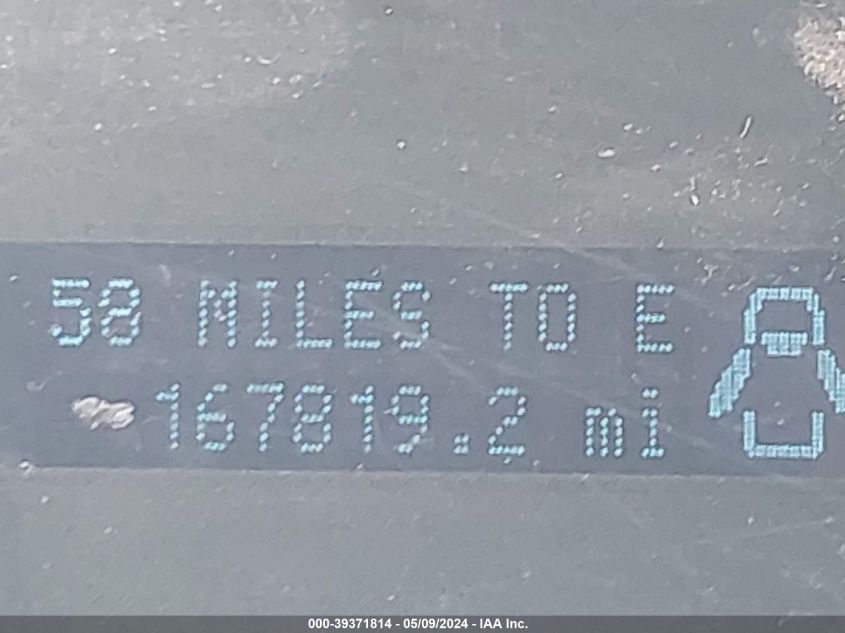 58 MILES TO E
167819.2 mi
000-39371814 - 05/09/2024 - IAA Inc.